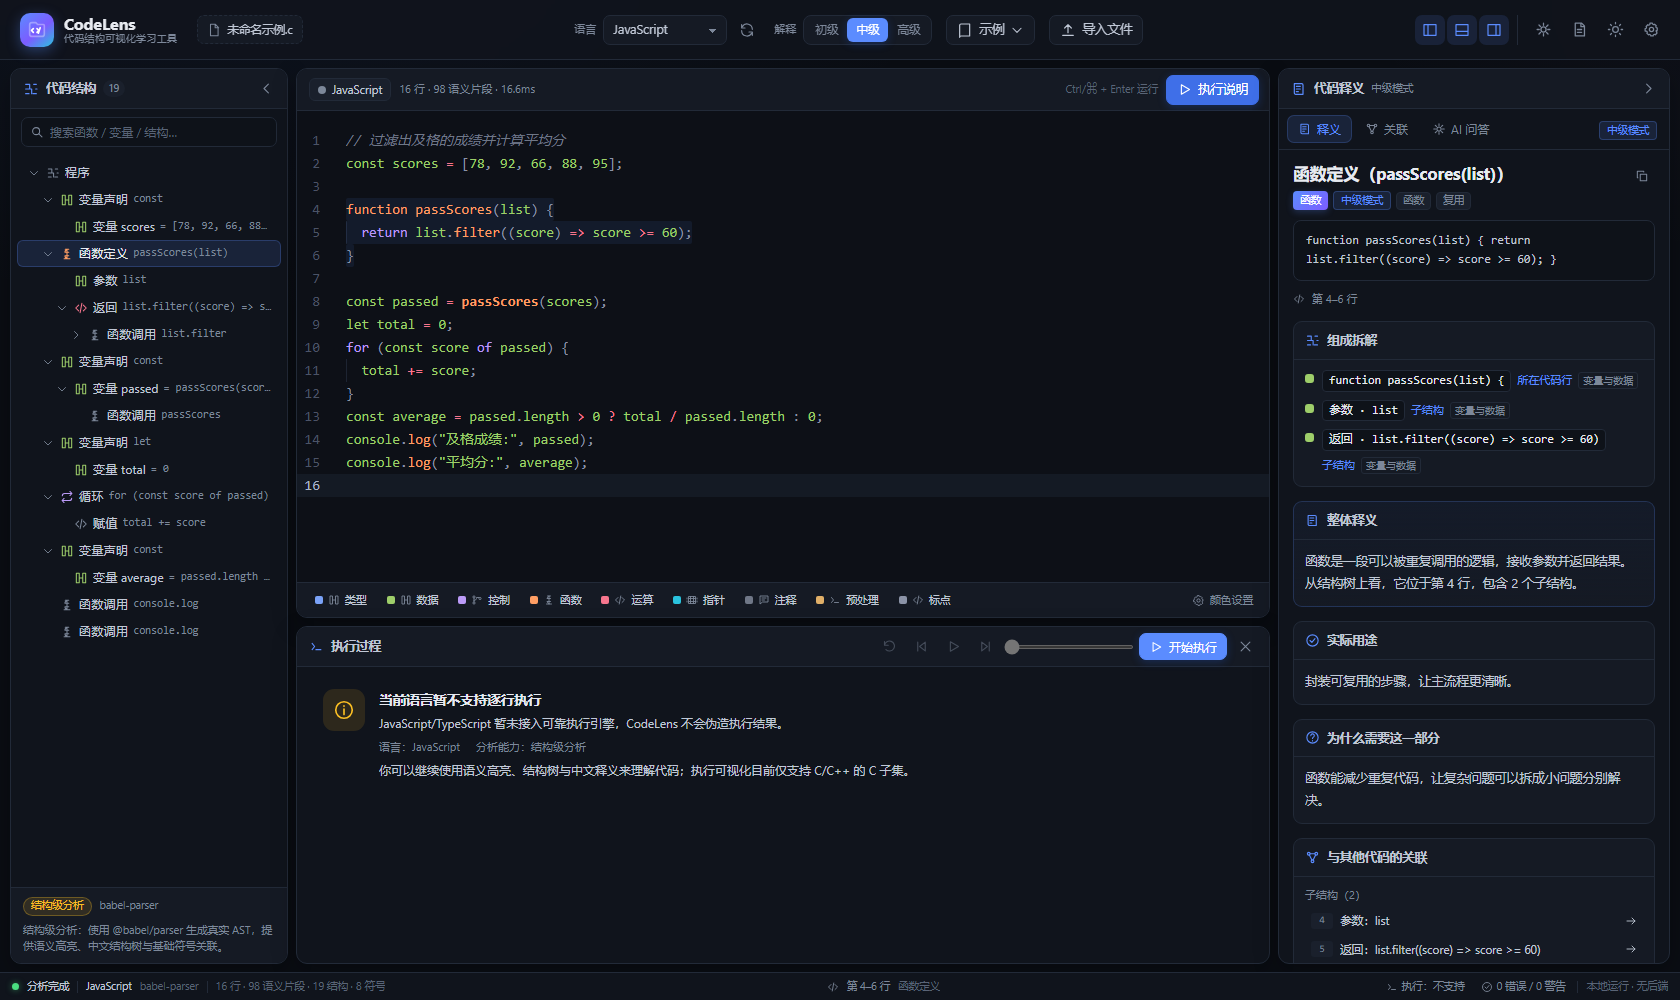 CodeLens
代码结构可视化学习工具
未命名示例.c
语言
JavaScript
解释
初级
中级
高级
示例
导入文件
代码结构 19
搜索函数 / 变量 / 结构...
程序
变量声明 const
变量 scores = [78, 92, 66, 88…
函数定义 passScores(list)
参数 list
返回 list.filter((score) => s…
函数调用 list.filter
变量声明 const
变量 passed = passScores(scor…
函数调用 passScores
变量声明 let
变量 total = 0
循环 for (const score of passed)
赋值 total += score
变量声明 const
变量 average = passed.length …
函数调用 console.log
函数调用 console.log
结构级分析 babel-parser
结构级分析：使用 @babel/parser 生成真实 AST，提
供语义高亮、中文结构树与基础符号关联。
JavaScript
16 行 · 98 语义片段 · 16.6ms
Ctrl/⌘ + Enter 运行
执行说明
1 // 过滤出及格的成绩并计算平均分
2 const scores = [78, 92, 66, 88, 95];
3
4 function passScores(list) {
5 return list.filter((score) => score >= 60);
6 }
7
8 const passed = passScores(scores);
9 let total = 0;
10 for (const score of passed) {
11 total += score;
12 }
13 const average = passed.length > 0 ? total / passed.length : 0;
14 console.log("及格成绩:", passed);
15 console.log("平均分:", average);
16
类型 数据 控制 函数 运算 指针 注释 预处理 标点
颜色设置
执行过程
开始执行
当前语言暂不支持逐行执行
JavaScript/TypeScript 暂未接入可靠执行引擎，CodeLens 不会伪造执行结果。
语言：JavaScript 分析能力：结构级分析
你可以继续使用语义高亮、结构树与中文释义来理解代码；执行可视化目前仅支持 C/C++ 的 C 子集。
代码释义 中级模式
释义
关联
AI 问答
中级模式
函数定义（passScores(list)）
函数 中级模式 函数 复用
function passScores(list) { return
list.filter((score) => score >= 60); }
第 4–6 行
组成拆解
function passScores(list) { 所在代码行 变量与数据
参数 · list 子结构 变量与数据
返回 · list.filter((score) => score >= 60)
子结构 变量与数据
整体释义
函数是一段可以被重复调用的逻辑，接收参数并返回结果。
从结构树上看，它位于第 4 行，包含 2 个子结构。
实际用途
封装可复用的步骤，让主流程更清晰。
为什么需要这一部分
函数能减少重复代码，让复杂问题可以拆成小问题分别解
决。
与其他代码的关联
子结构（2）
4 参数：list
5 返回：list.filter((score) => score >= 60)
分析完成 JavaScript babel-parser 16 行 · 98 语义片段 · 19 结构 · 8 符号
第 4–6 行 函数定义
执行：不支持
0 错误 / 0 警告
本地运行 · 无后端